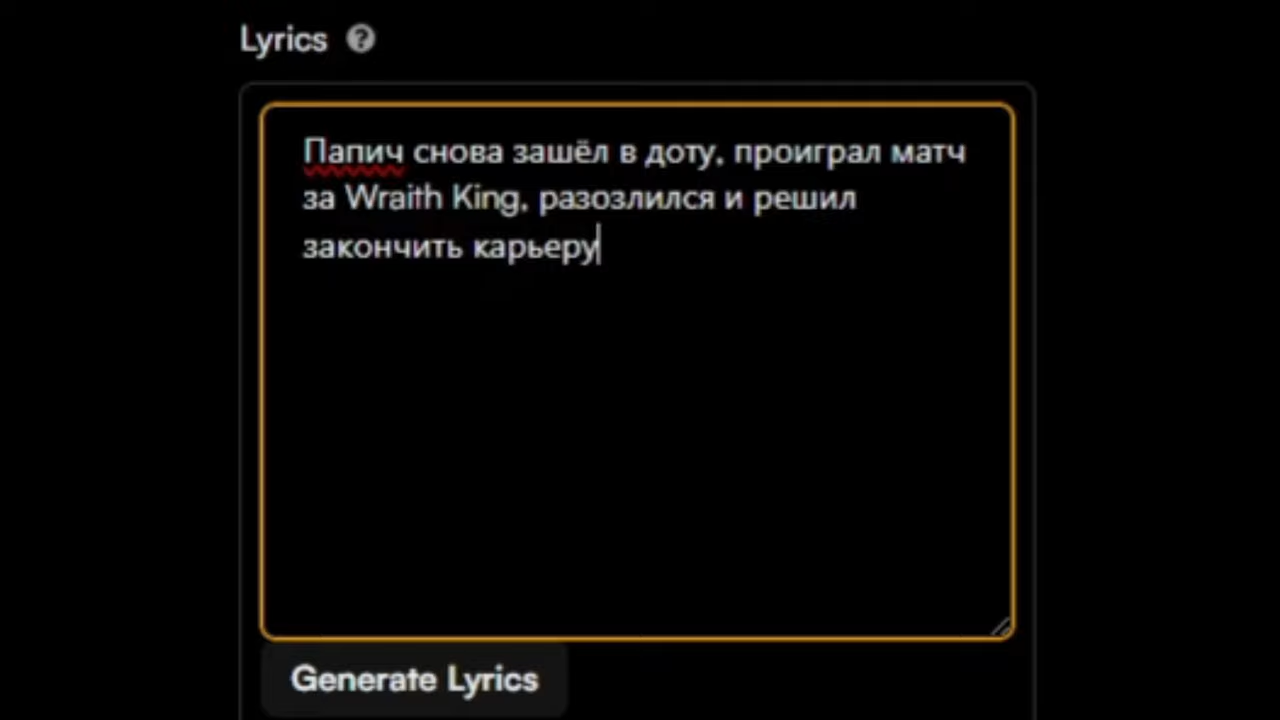 Lyrics ?
Папич снова зашёл в доту, проиграл матч
за Wraith King, разозлился и решил
закончить карьеру
Generate Lyrics